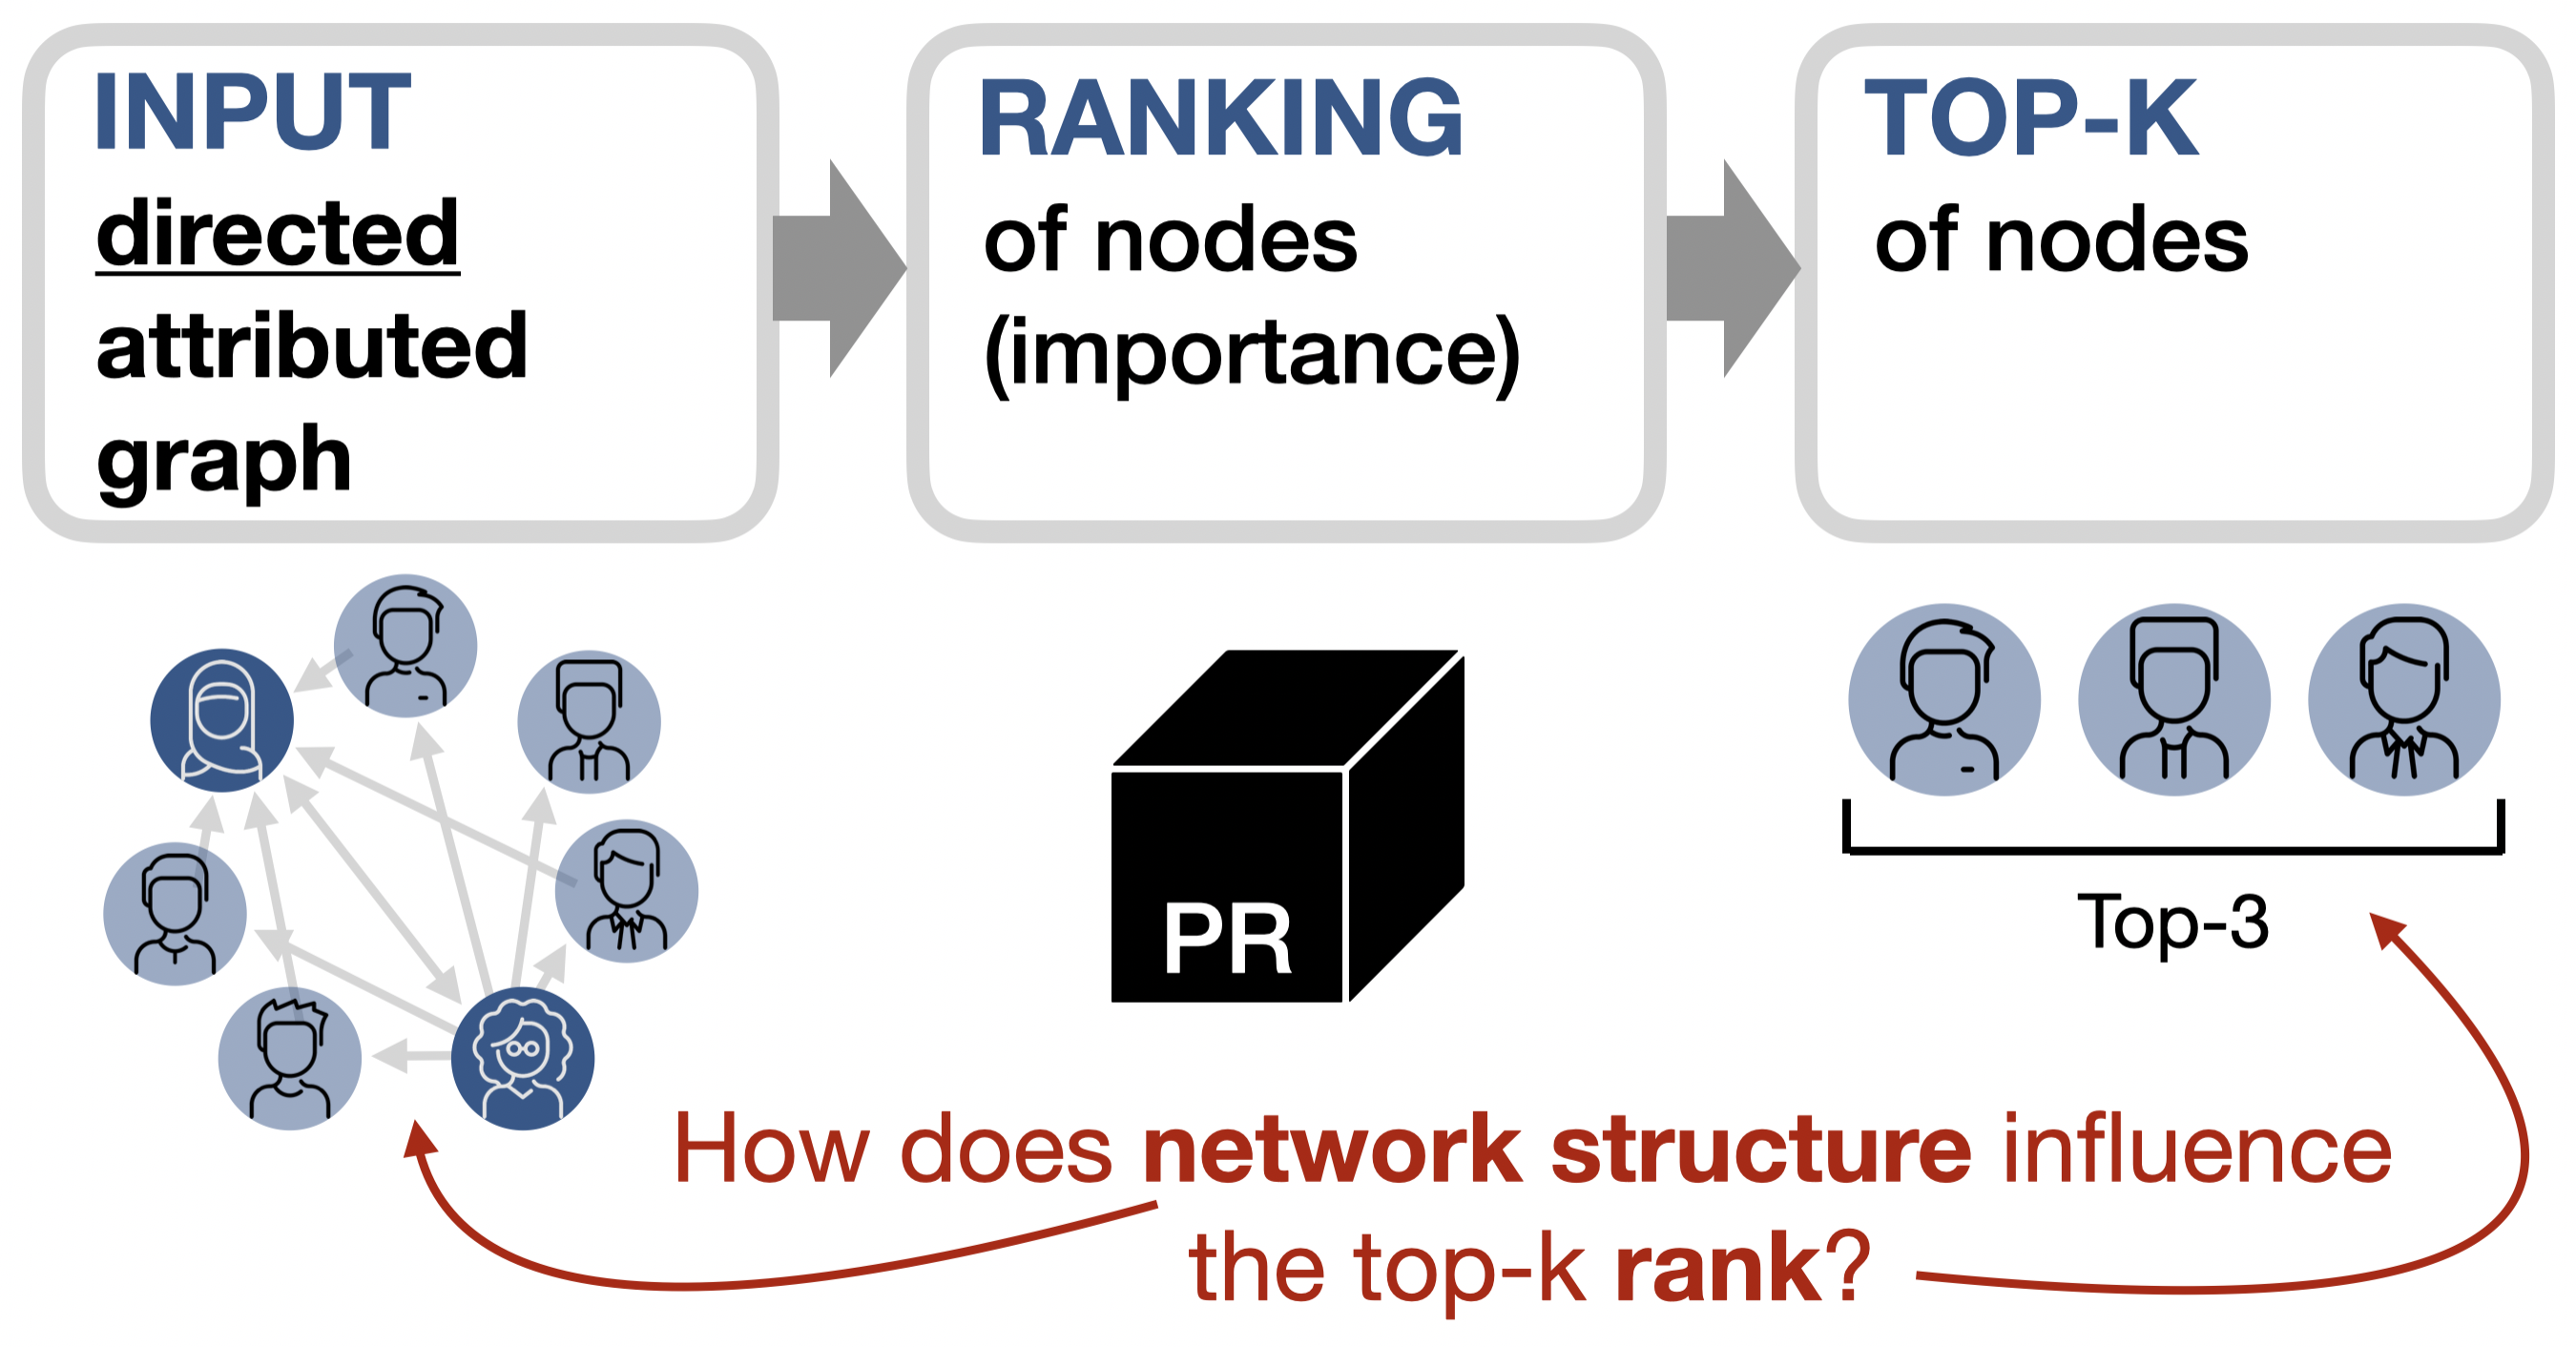 INPUT
directed
attributed
graph
RANKING
of nodes
(importance)
TOP-K
of nodes
PR
Top-3
How does network structure influence
the top-k rank?